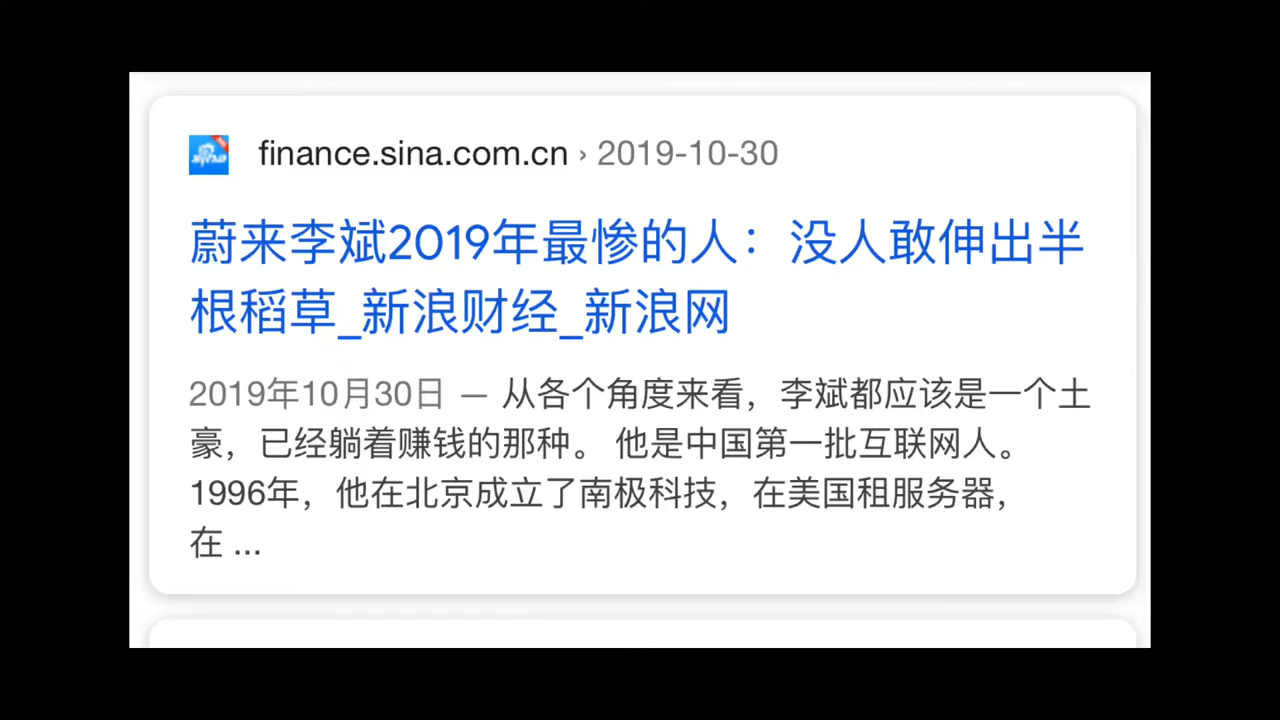 finance.sina.com.cn › 2019-10-30
蔚来李斌2019年最惨的人：没人敢伸出半
根稻草_新浪财经_新浪网
2019年10月30日 — 从各个角度来看，李斌都应该是一个土
豪，已经躺着赚钱的那种。 他是中国第一批互联网人。
1996年，他在北京成立了南极科技，在美国租服务器，
在 ...